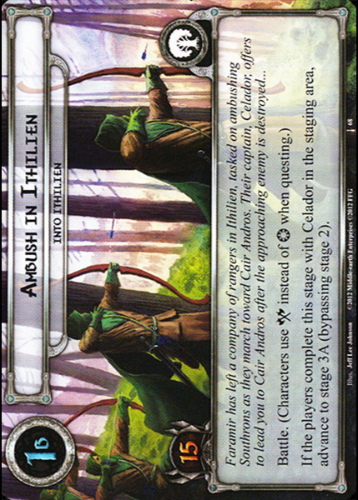 1B
AMBUSH IN ITHILIEN
INTO ITHILIEN
15
Faramir has left a company of rangers in Ithilien, tasked on ambushing
Southrons as they march toward Cair Andros. Their captain, Celador, offers
to lead you to Cair Andros after the approaching enemy is destroyed...
Battle. (Characters use instead of when questing.)
If the players complete this stage with Celador in the staging area,
advance to stage 3A (bypassing stage 2).
Illus. Jeff Lee Johnson ©2012 Middle-earth Enterprises ©2012 FFG 68